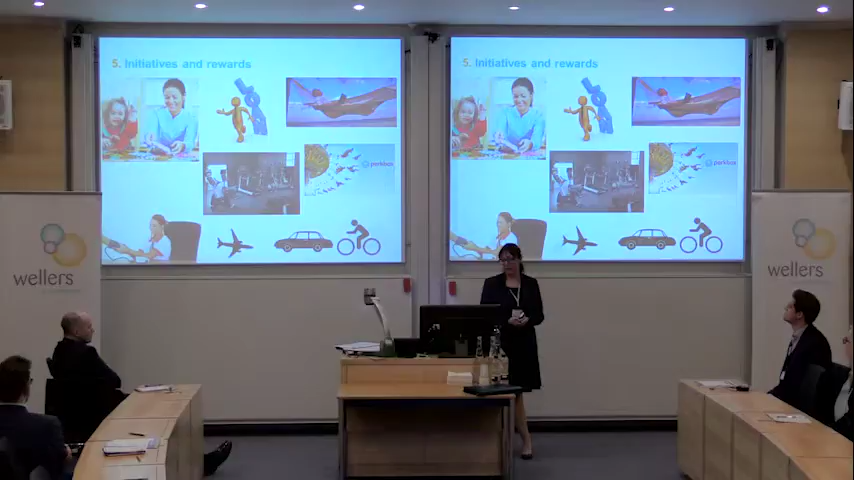 5. Initiatives and rewards
5. Initiatives and rewards
perkbox
perkbox
wellers
wellers